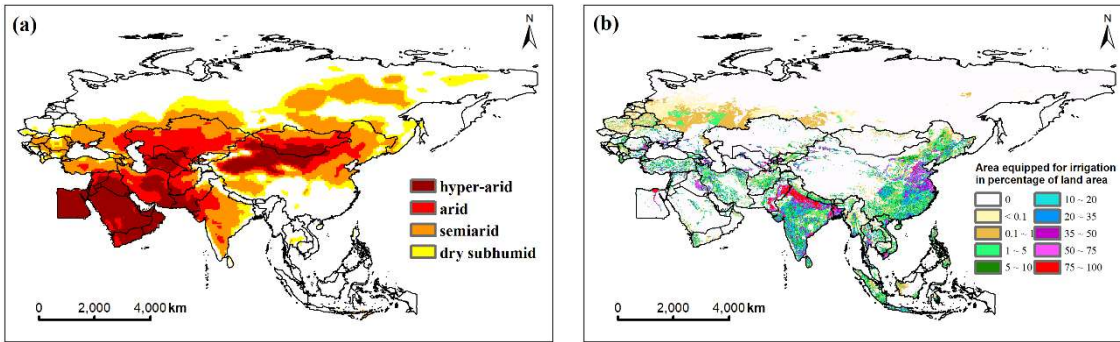 (a)
N
hyper-arid
arid
semiarid
dry subhumid
0 2,000 4,000 km
(b)
N
Area equipped for irrigation
in percentage of land area
0 10 ~ 20
< 0.1 20 ~ 35
0.1 ~ 1 35 ~ 50
1 ~ 5 50 ~ 75
5 ~ 10 75 ~ 100
0 2,000 4,000 km